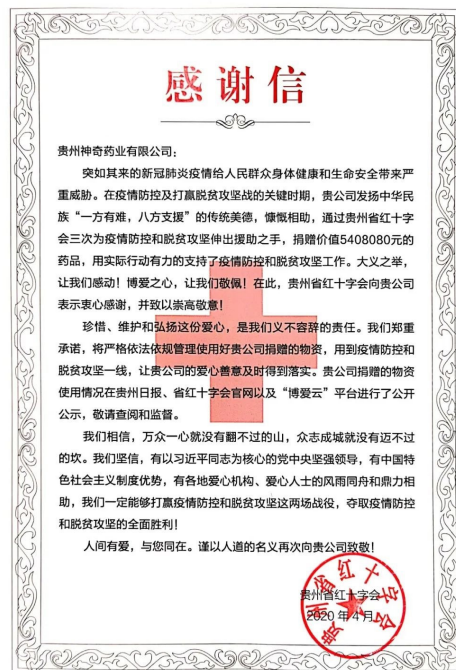 感谢信
贵州神奇药业有限公司：
突如其来的新冠肺炎疫情给人民群众身体健康和生命安全带来严
重威胁。在疫情防控及打赢脱贫攻坚战的关键时期，贵公司发扬中华民
族“一方有难，八方支援”的传统美德，慷慨相助，通过贵州省红十字
会三次为疫情防控和脱贫攻坚伸出援助之手，捐赠价值5408080元的
药品，用实际行动有力的支持了疫情防控和脱贫攻坚工作。大义之举，
让我们感动！博爱之心，让我们敬佩！在此，贵州省红十字会向贵公司
表示衷心感谢，并致以崇高敬意！
珍惜、维护和弘扬这份爱心，是我们义不容辞的责任。我们郑重
承诺，将严格依法依规管理使用好贵公司捐赠的物资，用到疫情防控和
脱贫攻坚一线，让贵公司的爱心善意及时得到落实。贵公司捐赠的物资
使用情况在贵州日报、省红十字会官网以及“博爱云”平台进行了公开
公示，敬请查阅和监督。
我们相信，万众一心就没有翻不过的山，众志成城就没有迈不过
的坎。我们坚信，有以习近平同志为核心的党中央坚强领导，有中国特
色社会主义制度优势，有各地爱心机构、爱心人士的风雨同舟和鼎力相
助，我们一定能够打赢疫情防控和脱贫攻坚这两场战役，夺取疫情防控
和脱贫攻坚的全面胜利！
人间有爱，与您同在。谨以人道的名义再次向贵公司致敬！
贵州省红十字会
2020年4月
贵州省红十字会